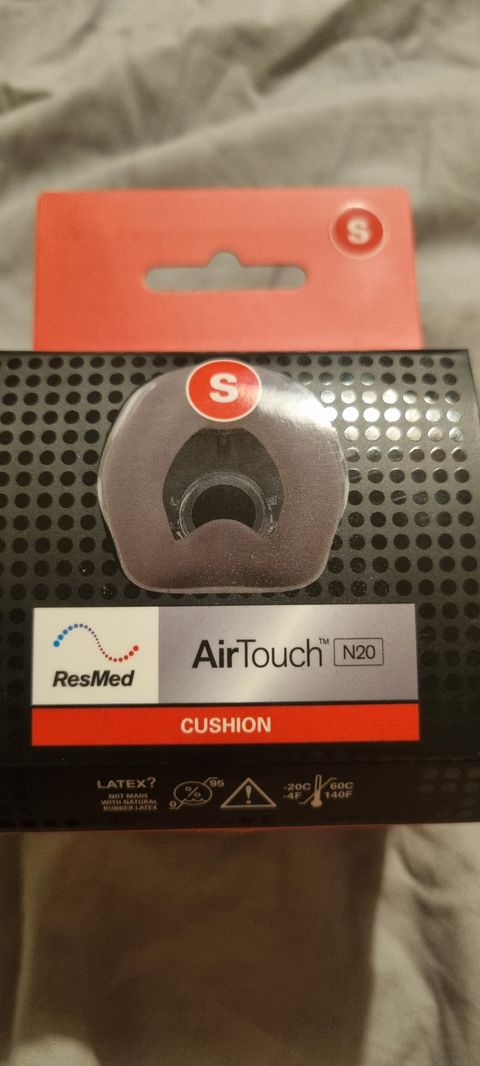 S
S
ResMed
AirTouch™ N20
CUSHION
LATEX?
NOT MADE
WITH NATURAL
RUBBER LATEX
0 % 95
-20C 60C
-4F 140F